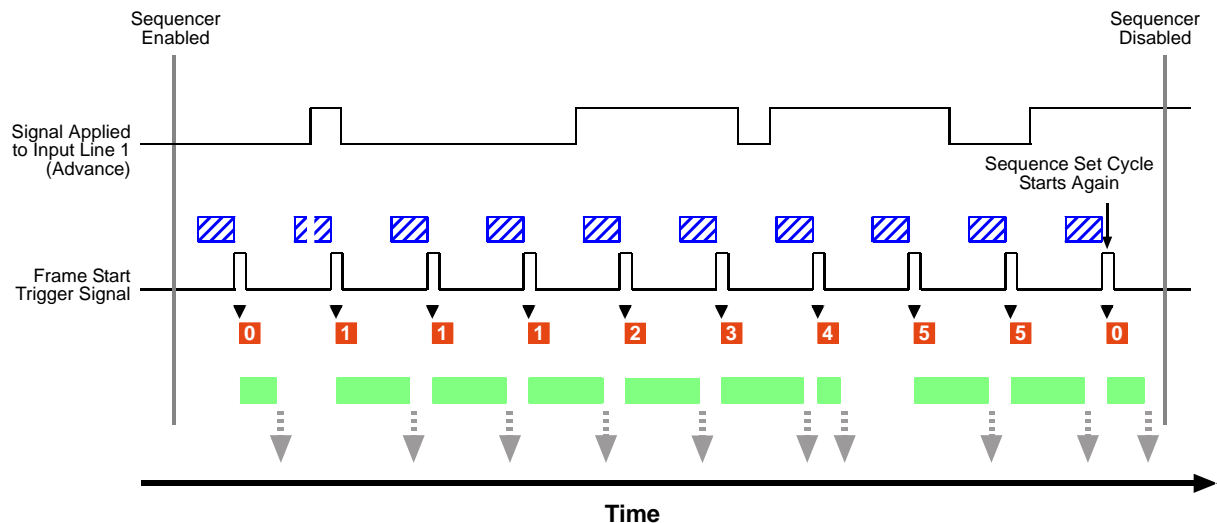 Sequencer
Enabled
Sequencer
Disabled
Signal Applied
to Input Line 1
(Advance)
Sequence Set Cycle
Starts Again
Frame Start
Trigger Signal
0 1 1 1 2 3 4 5 5 0
Time